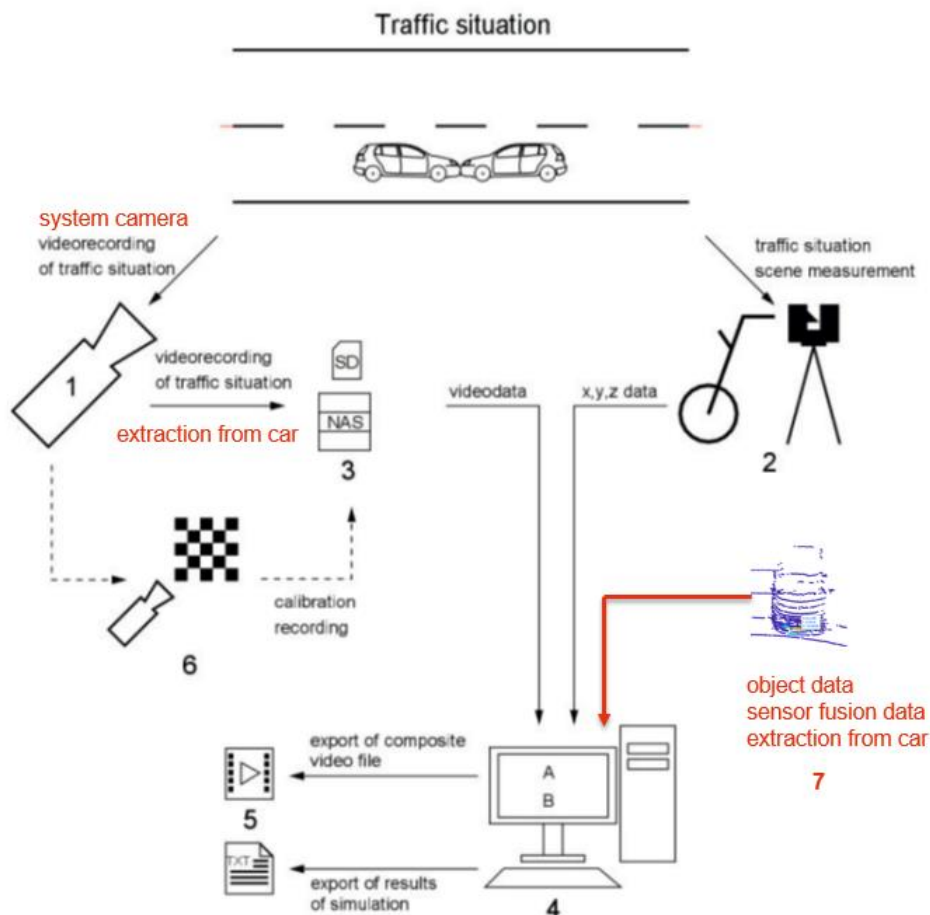 Traffic situation
system camera
videorecording
of traffic situation
traffic situation
scene measurement
1
videorecording
of traffic situation
extraction from car
SD
NAS
3
videodata
x,y,z data
2
calibration
recording
6
object data
sensor fusion data
extraction from car
7
export of composite
video file
5
A
B
TXT
export of results
of simulation
4